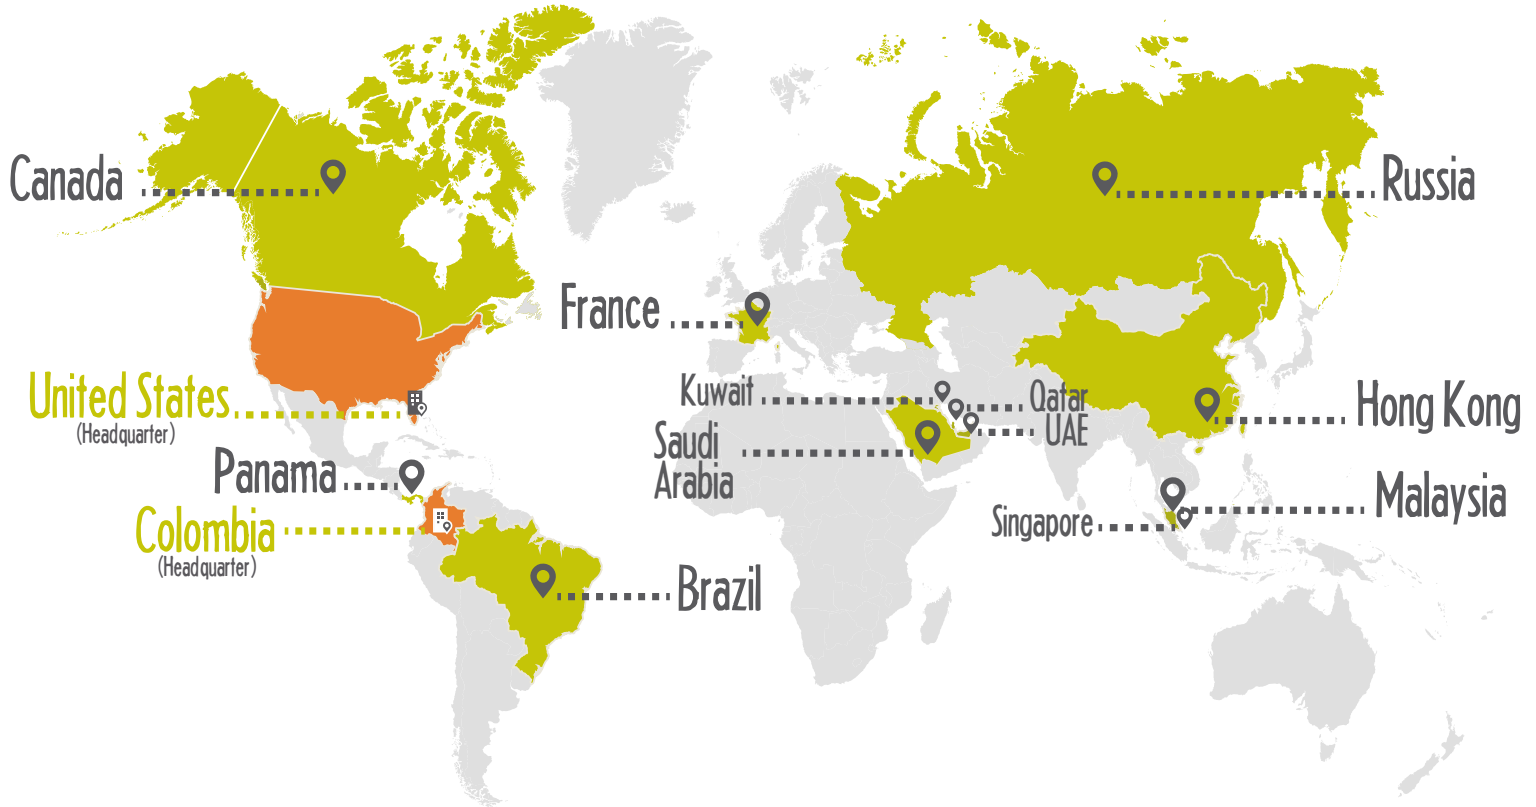 Canada
Russia
France
United States
(Headquarter)
Kuwait
Qatar
UAE
Hong Kong
Saudi
Arabia
Panama
Malaysia
Colombia
(Headquarter)
Singapore
Brazil